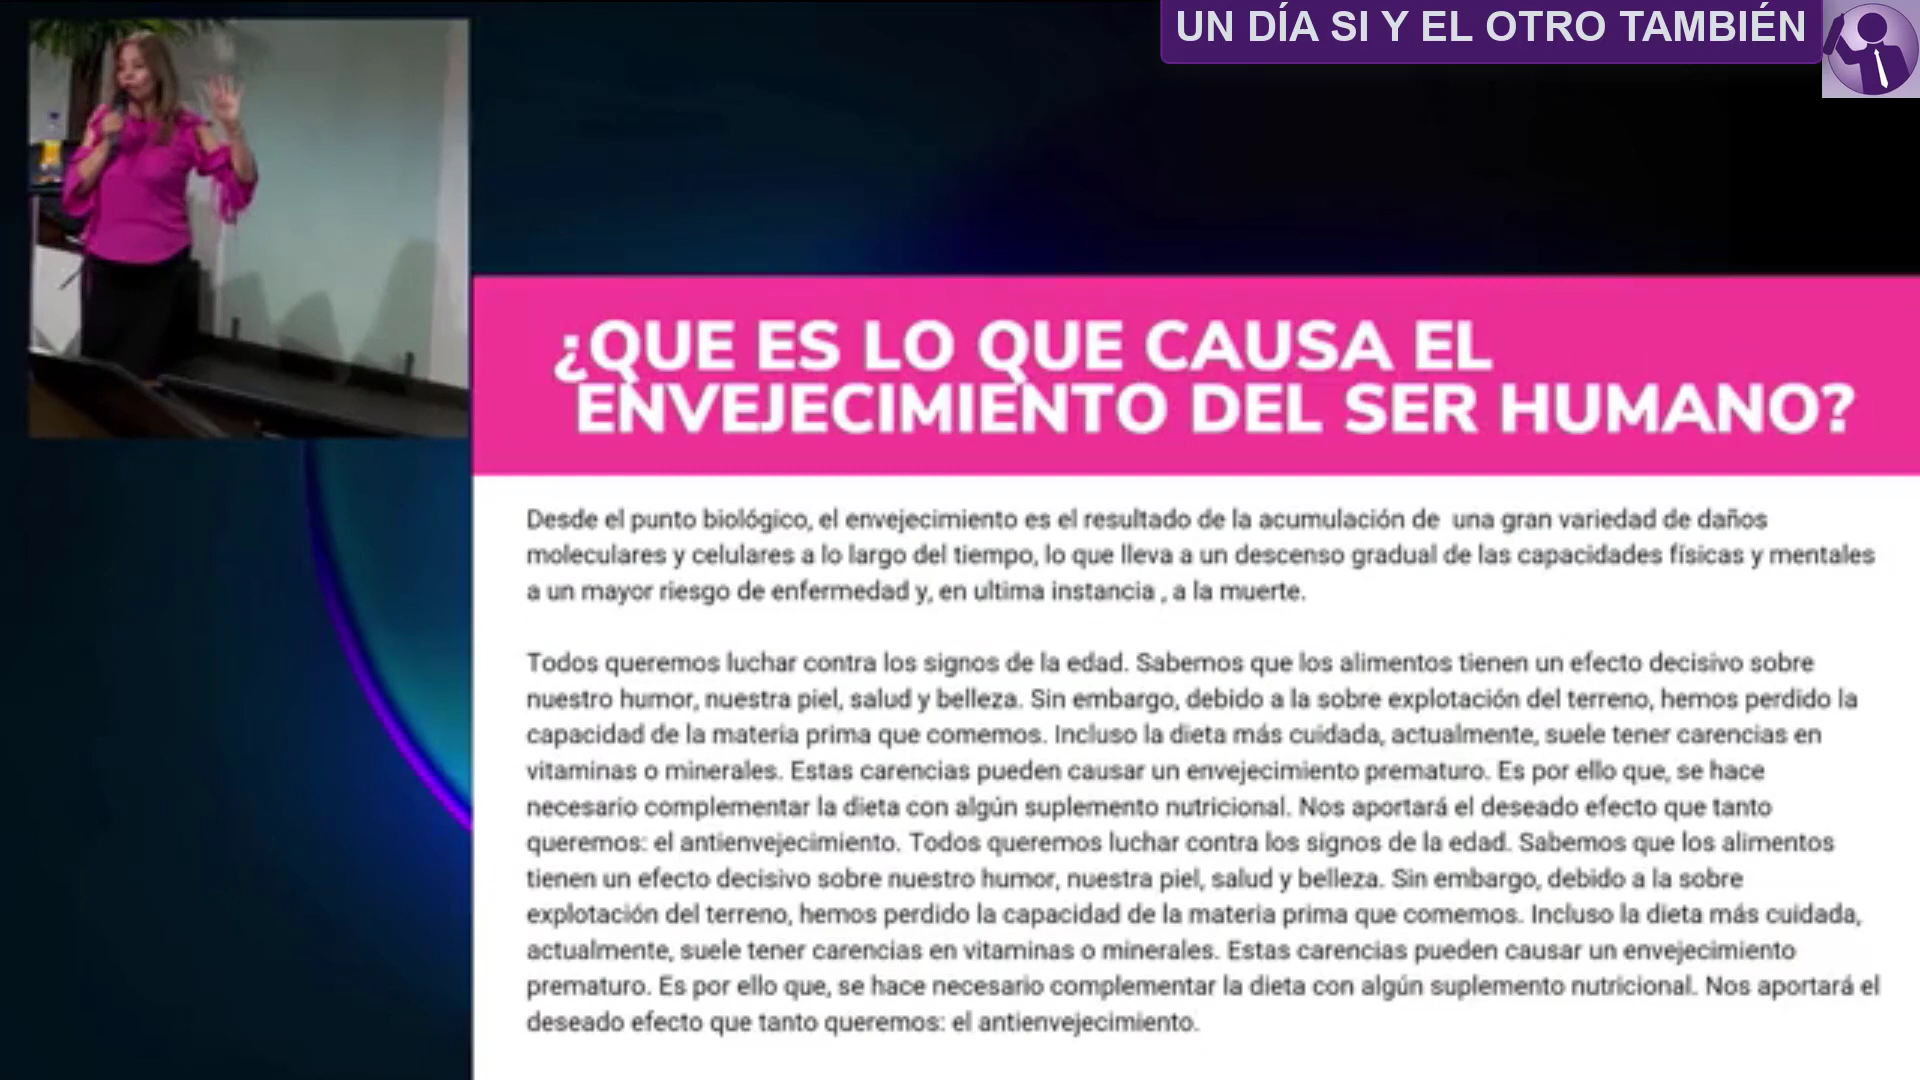 UN DÍA SI Y EL OTRO TAMBIÉN
¿QUE ES LO QUE CAUSA EL
ENVEJECIMIENTO DEL SER HUMANO?
Desde el punto biológico, el envejecimiento es el resultado de la acumulación de una gran variedad de daños
moleculares y celulares a lo largo del tiempo, lo que lleva a un descenso gradual de las capacidades físicas y mentales
a un mayor riesgo de enfermedad y, en ultima instancia , a la muerte.
Todos queremos luchar contra los signos de la edad. Sabemos que los alimentos tienen un efecto decisivo sobre
nuestro humor, nuestra piel, salud y belleza. Sin embargo, debido a la sobre explotación del terreno, hemos perdido la
capacidad de la materia prima que comemos. Incluso la dieta más cuidada, actualmente, suele tener carencias en
vitaminas o minerales. Estas carencias pueden causar un envejecimiento prematuro. Es por ello que, se hace
necesario complementar la dieta con algún suplemento nutricional. Nos aportará el deseado efecto que tanto
queremos: el antienvejecimiento. Todos queremos luchar contra los signos de la edad. Sabemos que los alimentos
tienen un efecto decisivo sobre nuestro humor, nuestra piel, salud y belleza. Sin embargo, debido a la sobre
explotación del terreno, hemos perdido la capacidad de la materia prima que comemos. Incluso la dieta más cuidada,
actualmente, suele tener carencias en vitaminas o minerales. Estas carencias pueden causar un envejecimiento
prematuro. Es por ello que, se hace necesario complementar la dieta con algún suplemento nutricional. Nos aportará el
deseado efecto que tanto queremos: el antienvejecimiento.